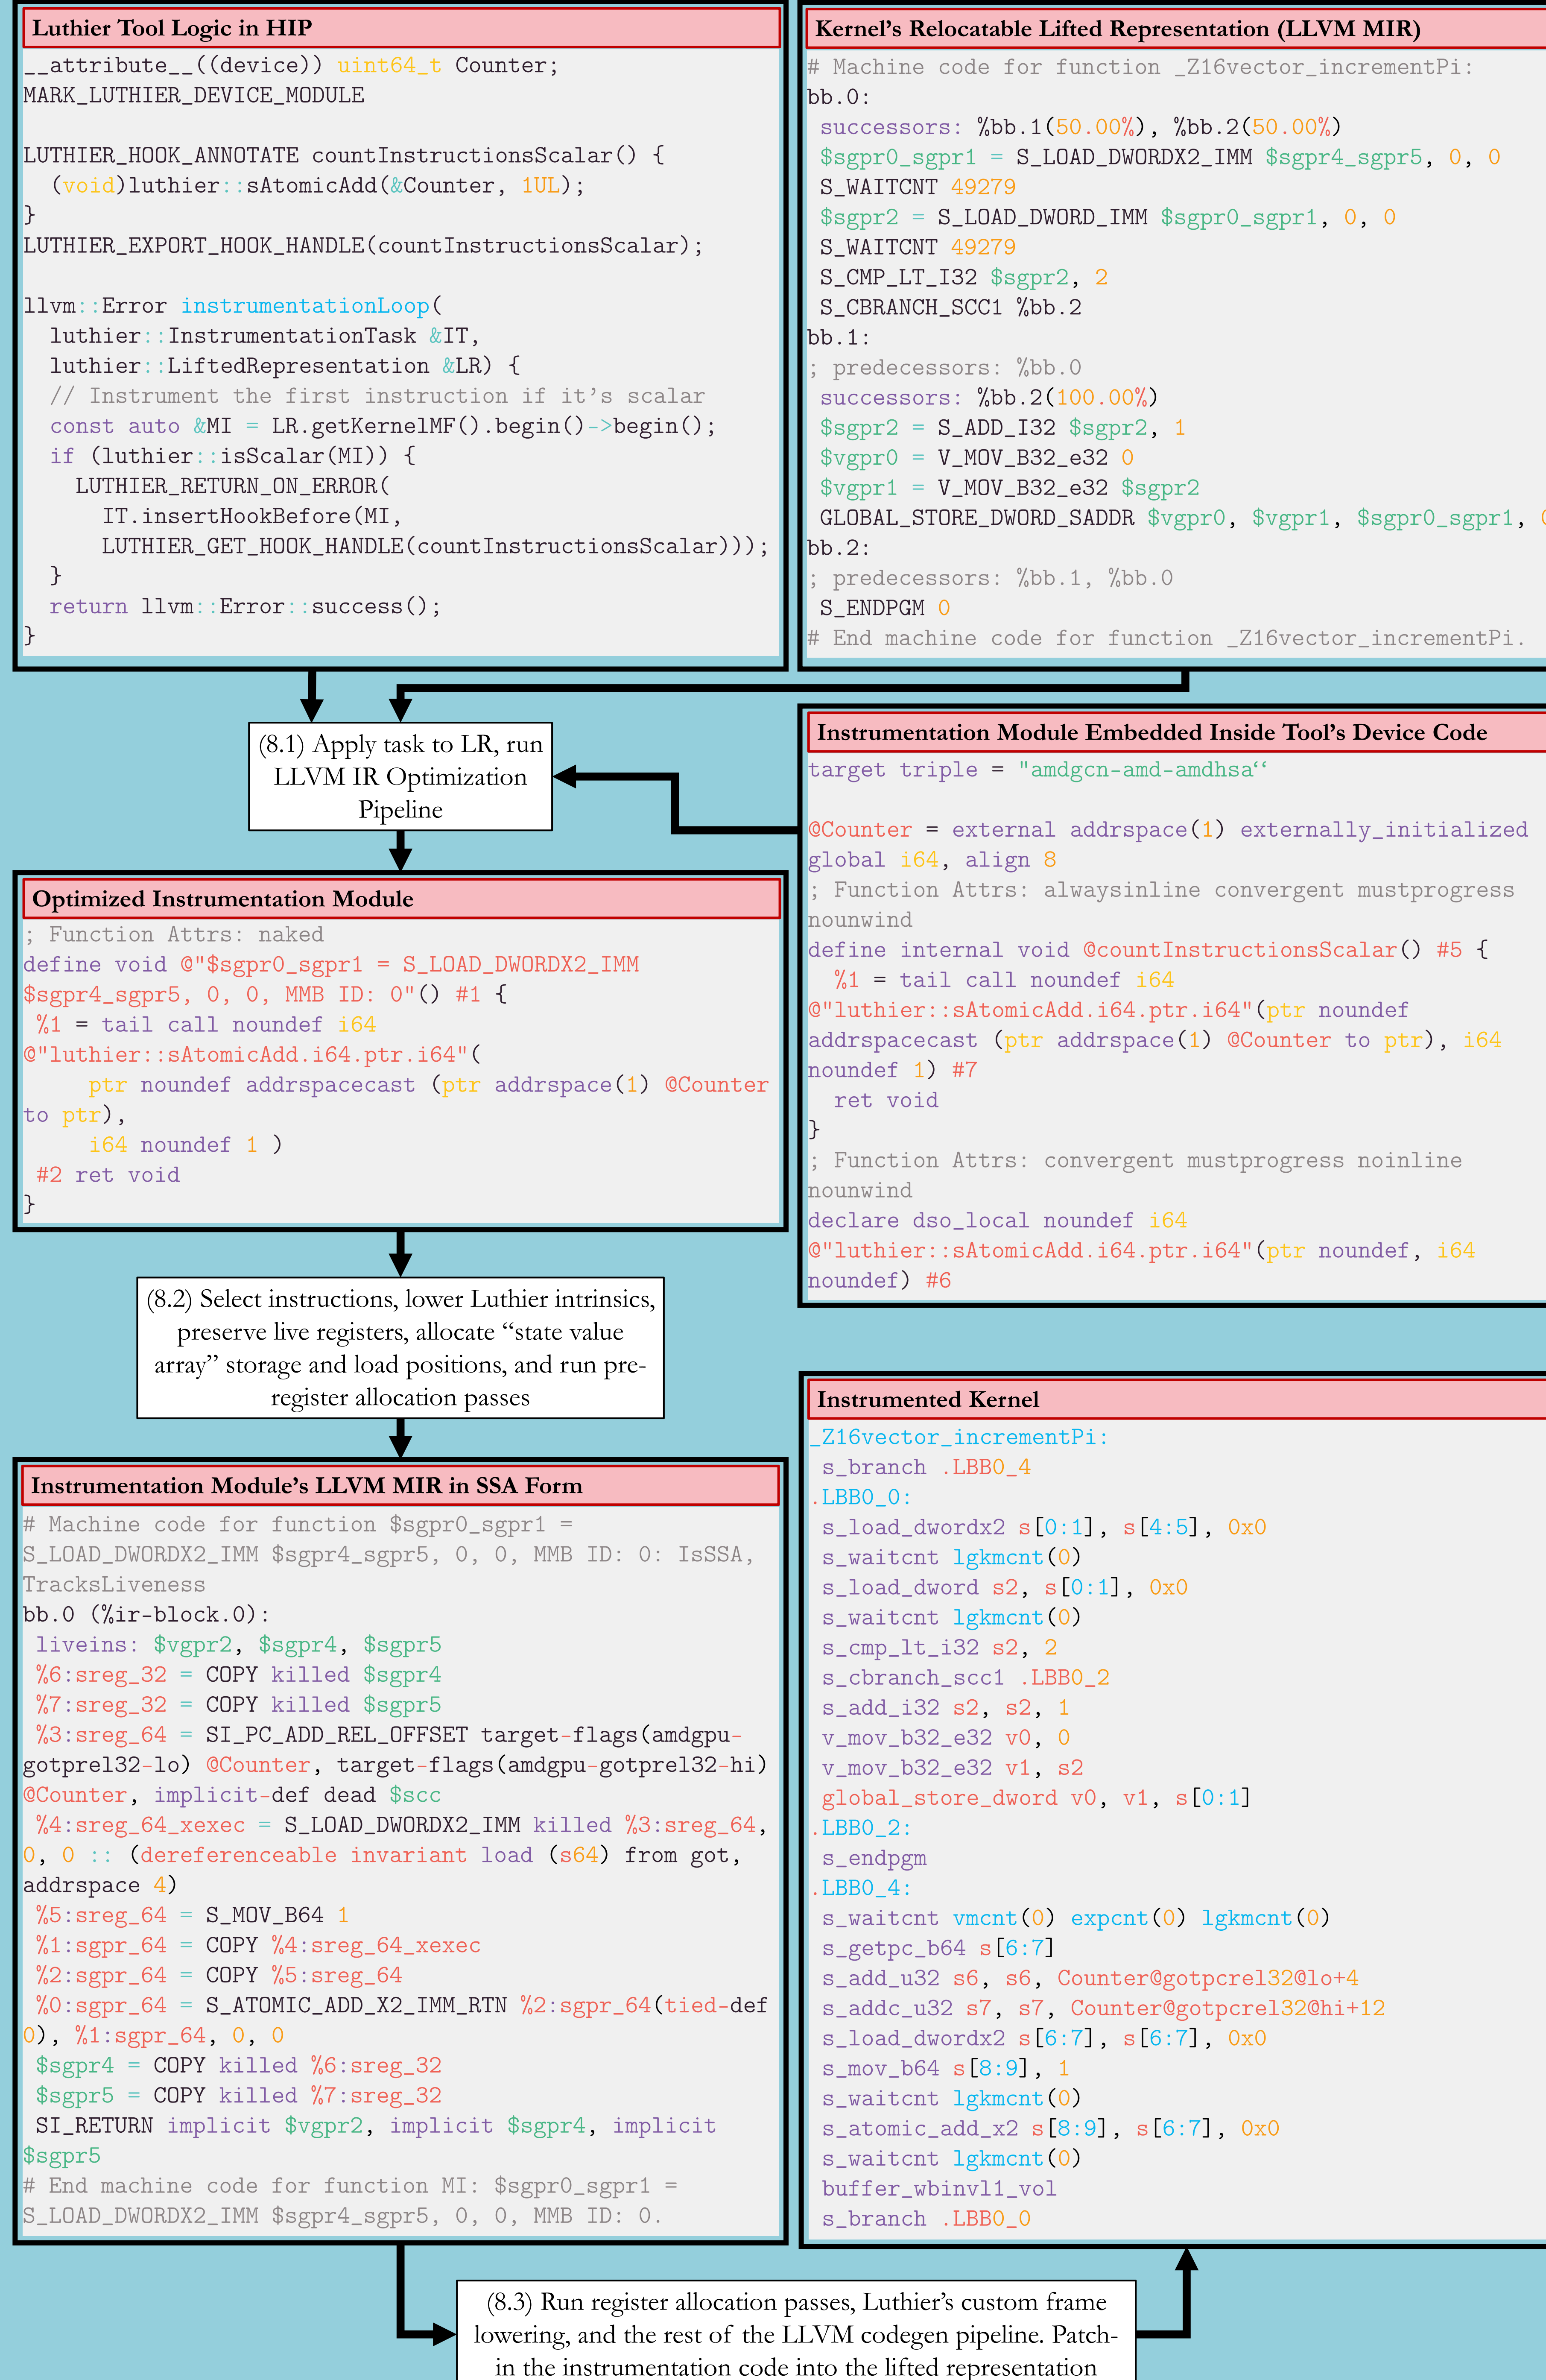 Luthier Tool Logic in HIP
__attribute__((device)) uint64_t Counter;
MARK_LUTHIER_DEVICE_MODULE
LUTHIER_HOOK_ANNOTATE countInstructionsScalar() {
(void)luthier::sAtomicAdd(&Counter, 1UL);
}
LUTHIER_EXPORT_HOOK_HANDLE(countInstructionsScalar);
llvm::Error instrumentationLoop(
luthier::InstrumentationTask &IT,
luthier::LiftedRepresentation &LR) {
// Instrument the first instruction if it's scalar
const auto &MI = LR.getKernelMF().begin()->begin();
if (luthier::isScalar(MI)) {
LUTHIER_RETURN_ON_ERROR(
IT.insertHookBefore(MI,
LUTHIER_GET_HOOK_HANDLE(countInstructionsScalar)));
}
return llvm::Error::success();
}
Kernel's Relocatable Lifted Representation (LLVM MIR)
# Machine code for function _Z16vector_incrementPi:
bb.0:
successors: %bb.1(50.00%), %bb.2(50.00%)
$sgpr0_sgpr1 = S_LOAD_DWORDX2_IMM $sgpr4_sgpr5, 0, 0
S_WAITCNT 49279
$sgpr2 = S_LOAD_DWORD_IMM $sgpr0_sgpr1, 0, 0
S_WAITCNT 49279
S_CMP_LT_I32 $sgpr2, 2
S_CBRANCH_SCC1 %bb.2
bb.1:
; predecessors: %bb.0
successors: %bb.2(100.00%)
$sgpr2 = S_ADD_I32 $sgpr2, 1
$vgpr0 = V_MOV_B32_e32 0
$vgpr1 = V_MOV_B32_e32 $sgpr2
GLOBAL_STORE_DWORD_SADDR $vgpr0, $vgpr1, $sgpr0_sgpr1,
bb.2:
; predecessors: %bb.1, %bb.0
S_ENDPGM 0
# End machine code for function _Z16vector_incrementPi.
(8.1) Apply task to LR, run
LLVM IR Optimization
Pipeline
Instrumentation Module Embedded Inside Tool's Device Code
target triple = "amdgcn-amd-amdhsa“
@Counter = external addrspace(1) externally_initialized
global i64, align 8
; Function Attrs: alwaysinline convergent mustprogress
nounwind
define internal void @countInstructionsScalar() #5 {
%1 = tail call noundef i64
@"luthier::sAtomicAdd.i64.ptr.i64"(ptr noundef
addrspacecast (ptr addrspace(1) @Counter to ptr), i64
noundef 1) #7
ret void
}
; Function Attrs: convergent mustprogress noinline
nounwind
declare dso_local noundef i64
@"luthier::sAtomicAdd.i64.ptr.i64"(ptr noundef, i64
noundef) #6
Optimized Instrumentation Module
; Function Attrs: naked
define void @"$sgpr0_sgpr1 = S_LOAD_DWORDX2_IMM
$sgpr4_sgpr5, 0, 0, MMB ID: 0"() #1 {
%1 = tail call noundef i64
@"luthier::sAtomicAdd.i64.ptr.i64"(
ptr noundef addrspacecast (ptr addrspace(1) @Counter
to ptr),
i64 noundef 1 )
#2 ret void
}
(8.2) Select instructions, lower Luthier intrinsics,
preserve live registers, allocate “state value
array” storage and load positions, and run pre-
register allocation passes
Instrumentation Module's LLVM MIR in SSA Form
# Machine code for function $sgpr0_sgpr1 =
S_LOAD_DWORDX2_IMM $sgpr4_sgpr5, 0, 0, MMB ID: 0: IsSSA,
TracksLiveness
bb.0 (%ir-block.0):
liveins: $vgpr2, $sgpr4, $sgpr5
%6:sreg_32 = COPY killed $sgpr4
%7:sreg_32 = COPY killed $sgpr5
%3:sreg_64 = SI_PC_ADD_REL_OFFSET target-flags(amdgpu-
gotprel32-lo) @Counter, target-flags(amdgpu-gotprel32-hi)
@Counter, implicit-def dead $scc
%4:sreg_64_xexec = S_LOAD_DWORDX2_IMM killed %3:sreg_64,
0, 0 :: (dereferenceable invariant load (s64) from got,
addrspace 4)
%5:sreg_64 = S_MOV_B64 1
%1:sgpr_64 = COPY %4:sreg_64_xexec
%2:sgpr_64 = COPY %5:sreg_64
%0:sgpr_64 = S_ATOMIC_ADD_X2_IMM_RTN %2:sgpr_64(tied-def
0), %1:sgpr_64, 0, 0
$sgpr4 = COPY killed %6:sreg_32
$sgpr5 = COPY killed %7:sreg_32
SI_RETURN implicit $vgpr2, implicit $sgpr4, implicit
$sgpr5
# End machine code for function MI: $sgpr0_sgpr1 =
S_LOAD_DWORDX2_IMM $sgpr4_sgpr5, 0, 0, MMB ID: 0.
Instrumented Kernel
_Z16vector_incrementPi:
s_branch .LBB0_4
.LBB0_0:
s_load_dwordx2 s[0:1], s[4:5], 0x0
s_waitcnt lgkmcnt(0)
s_load_dword s2, s[0:1], 0x0
s_waitcnt lgkmcnt(0)
s_cmp_lt_i32 s2, 2
s_cbranch_scc1 .LBB0_2
s_add_i32 s2, s2, 1
v_mov_b32_e32 v0, 0
v_mov_b32_e32 v1, s2
global_store_dword v0, v1, s[0:1]
.LBB0_2:
s_endpgm
.LBB0_4:
s_waitcnt vmcnt(0) expcnt(0) lgkmcnt(0)
s_getpc_b64 s[6:7]
s_add_u32 s6, s6, Counter@gotpcrel32@lo+4
s_addc_u32 s7, s7, Counter@gotpcrel32@hi+12
s_load_dwordx2 s[6:7], s[6:7], 0x0
s_mov_b64 s[8:9], 1
s_waitcnt lgkmcnt(0)
s_atomic_add_x2 s[8:9], s[6:7], 0x0
s_waitcnt lgkmcnt(0)
buffer_wbinvl1_vol
s_branch .LBB0_0
(8.3) Run register allocation passes, Luthier's custom frame
lowering, and the rest of the LLVM codegen pipeline. Patch-
in the instrumentation code into the lifted representation